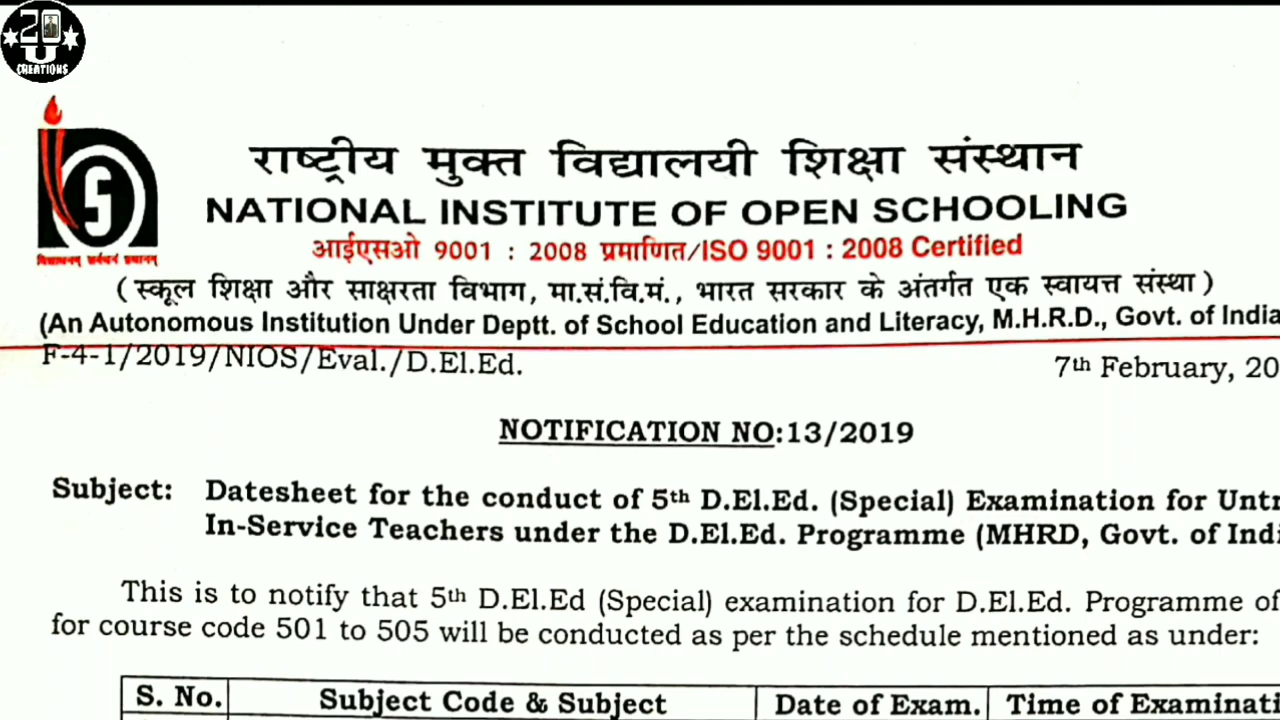 20
U
CREATIONS
राष्ट्रीय मुक्त विद्यालयी शिक्षा संस्थान
NATIONAL INSTITUTE OF OPEN SCHOOLING
आईएसओ 9001 : 2008 प्रमाणित/ISO 9001 : 2008 Certified
(स्कूल शिक्षा और साक्षरता विभाग, मा.सं.वि.मं., भारत सरकार के अंतर्गत एक स्वायत्त संस्था)
(An Autonomous Institution Under Deptt. of School Education and Literacy, M.H.R.D., Govt. of India
F-4-1/2019/NIOS/Eval./D.El.Ed. 7th February, 20
NOTIFICATION NO:13/2019
Subject: Datesheet for the conduct of 5th D.El.Ed. (Special) Examination for Untr
In-Service Teachers under the D.El.Ed. Programme (MHRD, Govt. of Indi
This is to notify that 5th D.El.Ed (Special) examination for D.El.Ed. Programme of
for course code 501 to 505 will be conducted as per the schedule mentioned as under:
S. No. Subject Code & Subject Date of Exam. Time of Examinati